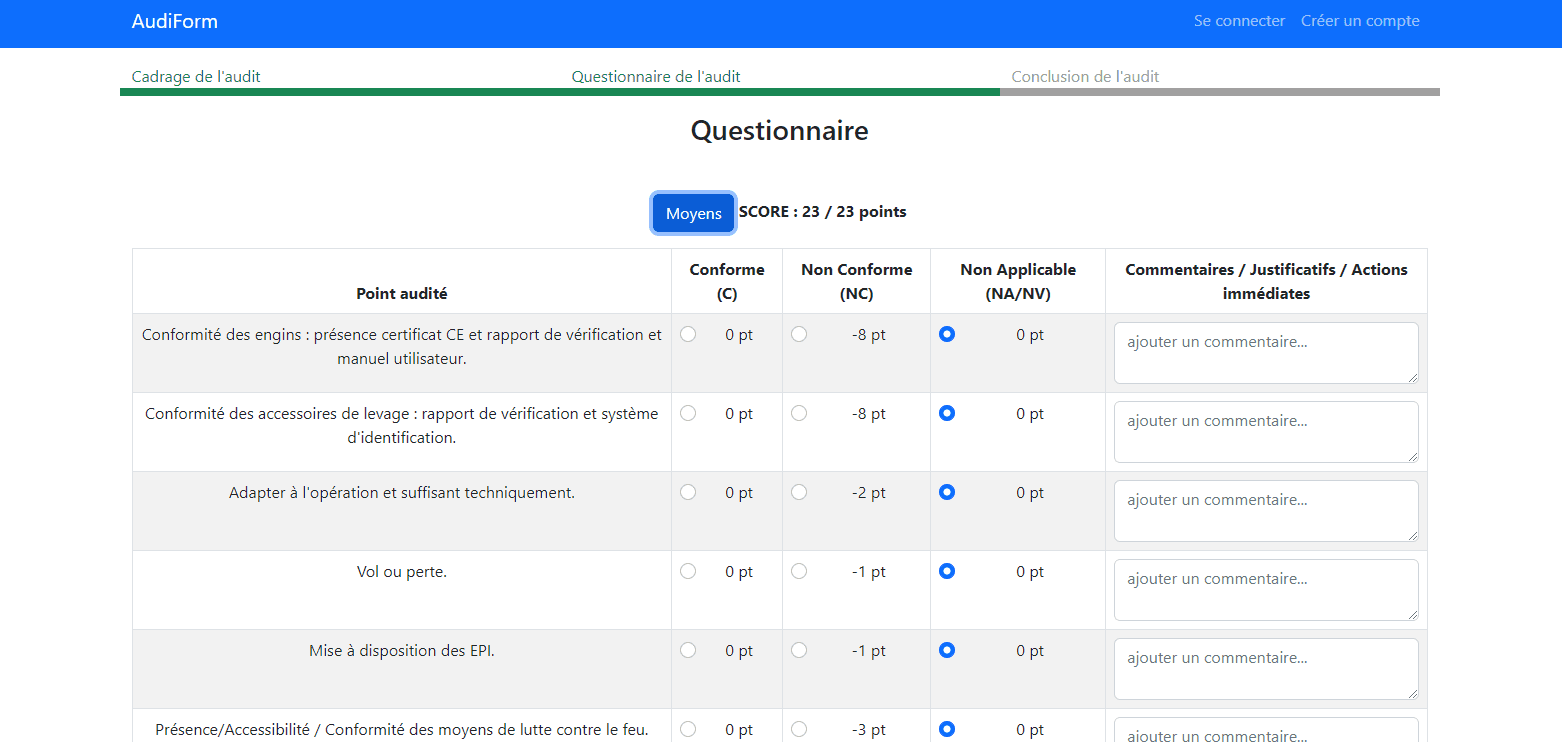 AudiForm
Se connecter
Créer un compte
Cadrage de l'audit
Questionnaire de l'audit
Conclusion de l'audit
Questionnaire
Moyens
SCORE : 23 / 23 points
Point audité
Conforme
(C)
Non Conforme
(NC)
Non Applicable
(NA/NV)
Commentaires / Justificatifs / Actions
immédiates
Conformité des engins : présence certificat CE et rapport de vérification et
manuel utilisateur.
0 pt
-8 pt
0 pt
ajouter un commentaire...
Conformité des accessoires de levage : rapport de vérification et système
d'identification.
0 pt
-8 pt
0 pt
ajouter un commentaire...
Adapter à l'opération et suffisant techniquement.
0 pt
-2 pt
0 pt
ajouter un commentaire...
Vol ou perte.
0 pt
-1 pt
0 pt
ajouter un commentaire...
Mise à disposition des EPI.
0 pt
-1 pt
0 pt
ajouter un commentaire...
Présence/Accessibilité / Conformité des moyens de lutte contre le feu.
0 pt
-3 pt
0 pt
ajouter un commentaire...